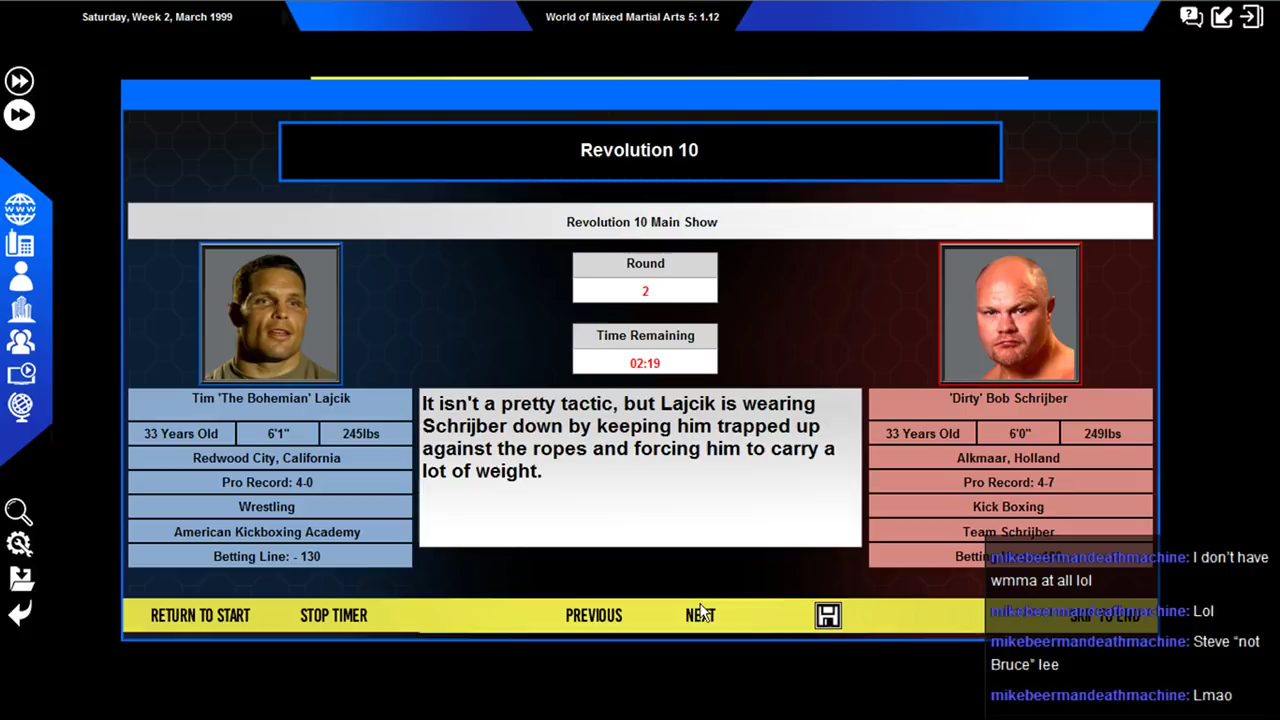 Saturday, Week 2, March 1999
World of Mixed Martial Arts 5: 1.12
Revolution 10
Revolution 10 Main Show
Round
2
Time Remaining
02:19
Tim 'The Bohemian' Lajcik
33 Years Old
6'1"
245lbs
Redwood City, California
Pro Record: 4-0
Wrestling
American Kickboxing Academy
Betting Line: - 130
It isn't a pretty tactic, but Lajcik is wearing
Schrijber down by keeping him trapped up
against the ropes and forcing him to carry a
lot of weight.
'Dirty' Bob Schrijber
33 Years Old
6'0"
249lbs
Alkmaar, Holland
Pro Record: 4-7
Kick Boxing
Team Schrijber
RETURN TO START
STOP TIMER
PREVIOUS
NEXT
SKIP TO END
mikebeermandeathmachine: I don't have
wmma at all lol
mikebeermandeathmachine: Lol
mikebeermandeathmachine: Steve "not
Bruce" lee
mikebeermandeathmachine: Lmao